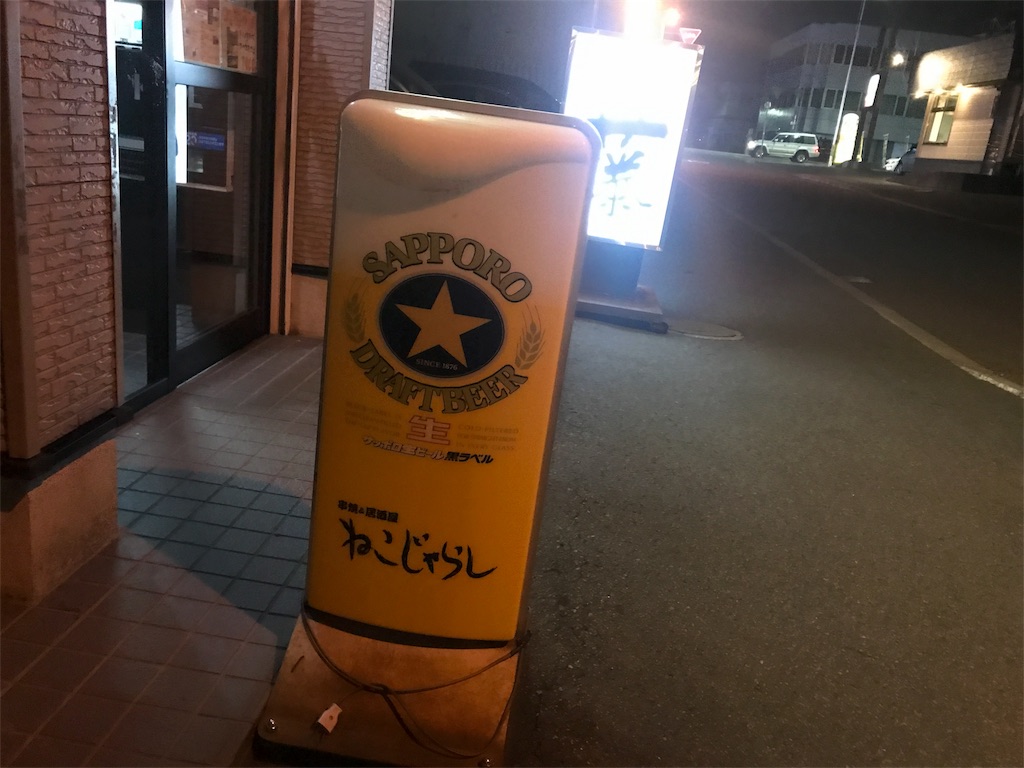 SAPPORO
SINCE 1876
DRAFT BEER
生
サッポロ生ビール黒ラベル
串焼&居酒屋
ねこじゃらし